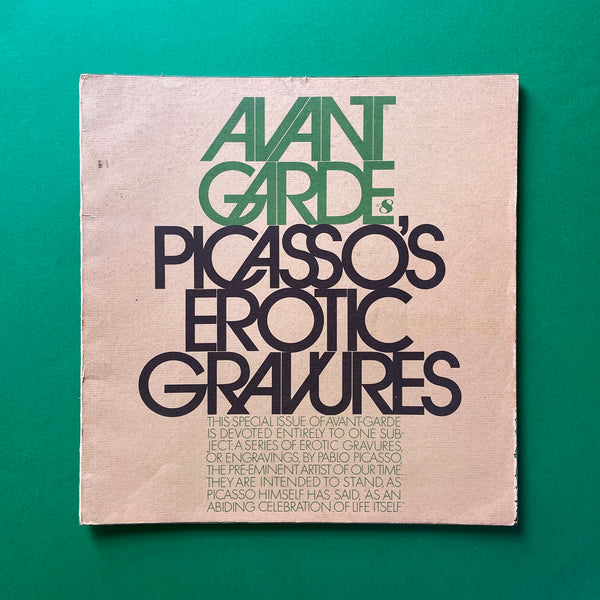 AVANT
GARDE 8
PICASSO'S
EROTIC
GRAVURES
THIS SPECIAL ISSUE OF AVANT-GARDE
IS DEVOTED ENTIRELY TO ONE SUB-
JECT: A SERIES OF EROTIC GRAVURES,
OR ENGRAVINGS, BY PABLO PICASSO,
THE PRE-EMINENT ARTIST OF OUR TIME.
THEY ARE INTENDED TO STAND, AS
PICASSO HIMSELF HAS SAID, "AS AN
ABIDING CELEBRATION OF LIFE ITSELF."